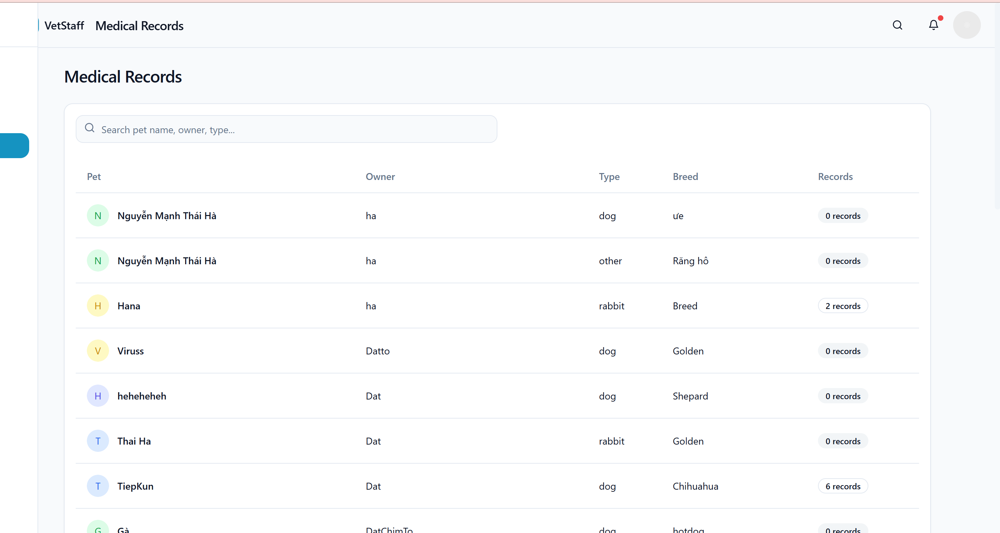 VetStaff Medical Records
Medical Records
Search pet name, owner, type...
Pet Owner Type Breed Records
N Nguyễn Mạnh Thái Hà ha dog ưe 0 records
N Nguyễn Mạnh Thái Hà ha other Răng hô 0 records
H Hana ha rabbit Breed 2 records
V Viruss Datto dog Golden 0 records
H heheheheh Dat dog Shepard 0 records
T Thai Ha Dat rabbit Golden 0 records
T TiepKun Dat dog Chihuahua 6 records
G Gà DatChimTo dog hotdog 0 records